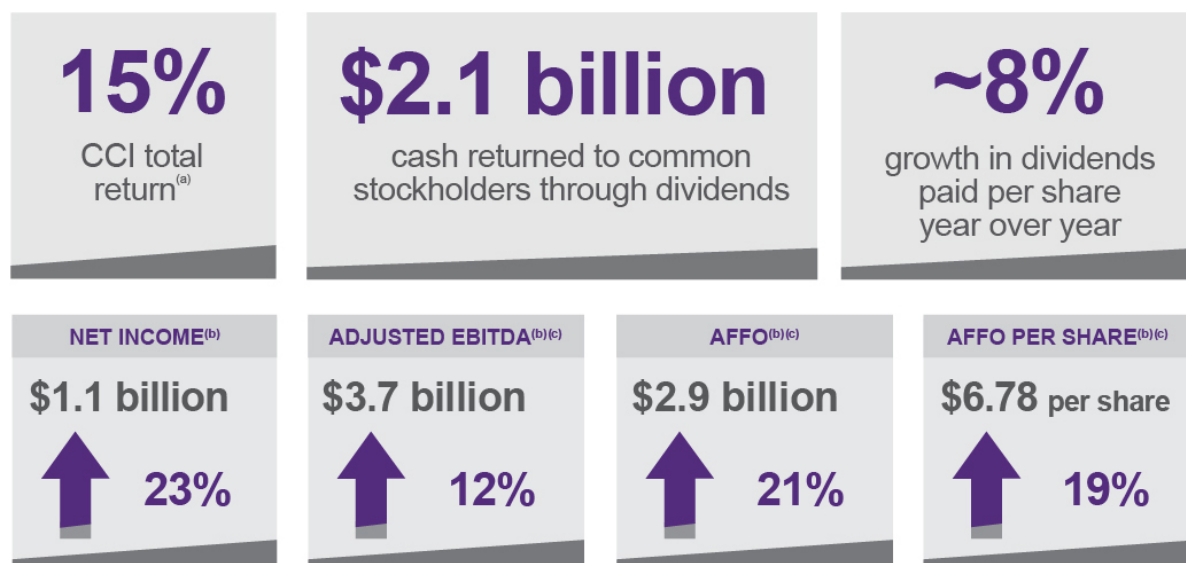 15%
CCI total
return(a)
$2.1 billion
cash returned to common
stockholders through dividends
~8%
growth in dividends
paid per share
year over year
NET INCOME(b)
$1.1 billion
23%
ADJUSTED EBITDA(b)(c)
$3.7 billion
12%
AFFO(b)(c)
$2.9 billion
21%
AFFO PER SHARE(b)(c)
$6.78 per share
19%